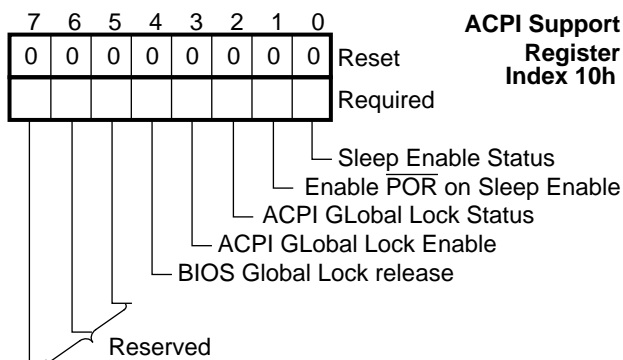 7 6 5 4 3 2 1 0
ACPI Support
Register
Index 10h
0 0 0 0 0 0 0 0 Reset
Required
Sleep Enable Status
Enable POR on Sleep Enable
ACPI GLobal Lock Status
ACPI GLobal Lock Enable
BIOS Global Lock release
Reserved